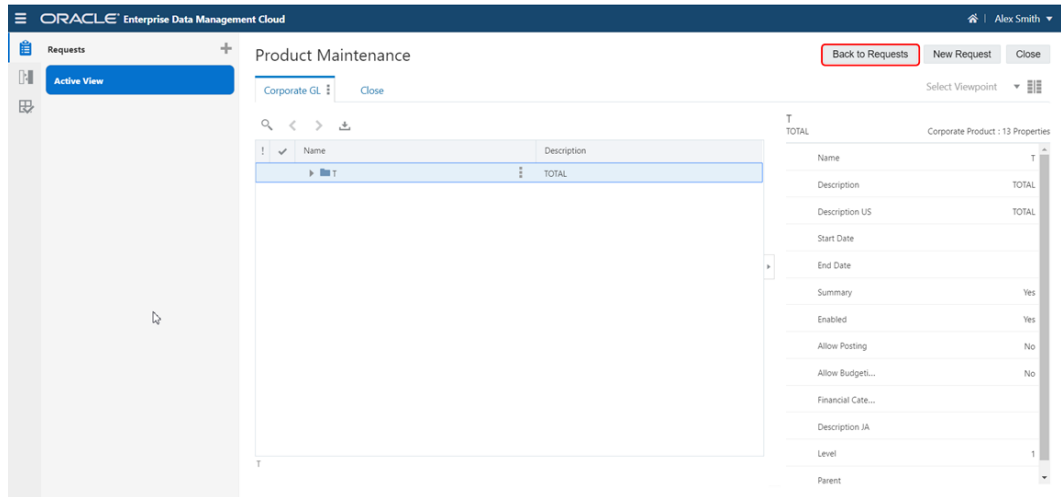 ORACLE Enterprise Data Management Cloud
Alex Smith
Requests
Active View
Product Maintenance
Back to Requests
New Request
Close
Corporate GL
Close
Select Viewpoint
! Name Description
T TOTAL
T
T
TOTAL
Corporate Product : 13 Properties
Name T
Description TOTAL
Description US TOTAL
Start Date
End Date
Summary Yes
Enabled Yes
Allow Posting No
Allow Budgeti... No
Financial Cate...
Description JA
Level 1
Parent